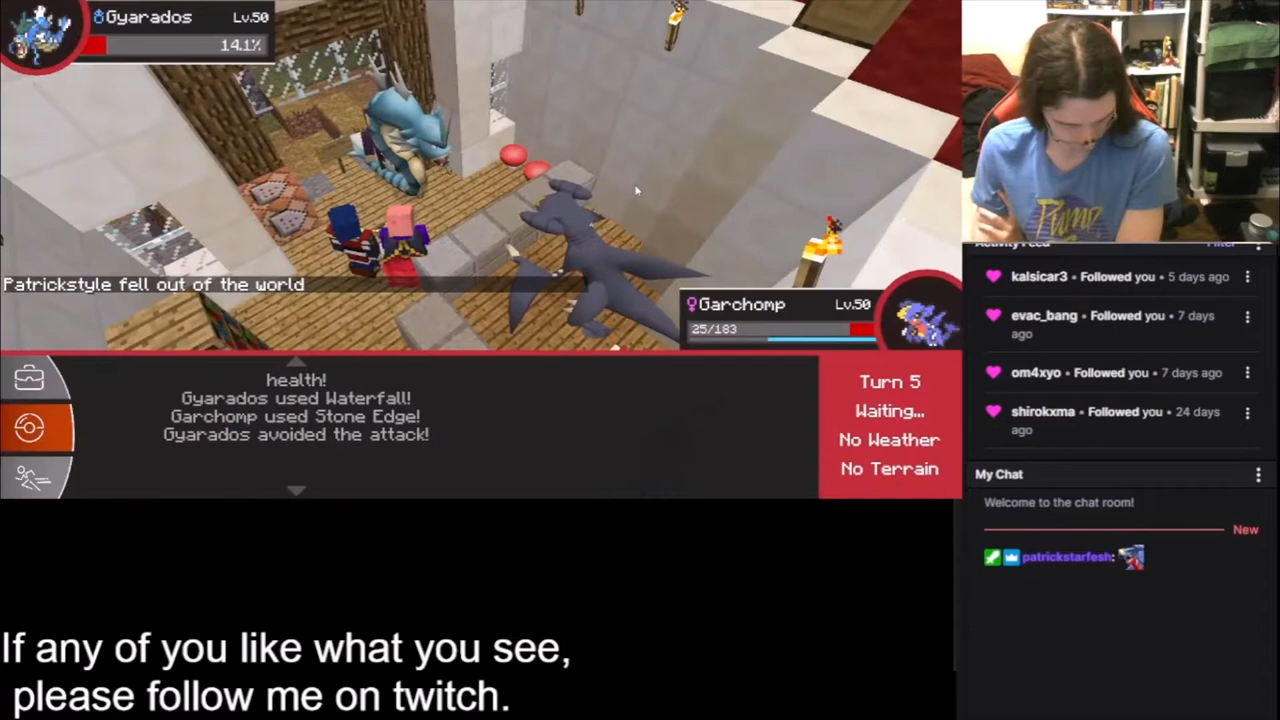 Gyarados Lv.50
14.1%
Patrickstyle fell out of the world
Garchomp Lv.50
25/183
health!
Gyarados used Waterfall!
Garchomp used Stone Edge!
Gyarados avoided the attack!
Turn 5
Waiting...
No Weather
No Terrain
PUMP
Activity Feed Filter
kalsicar3 • Followed you • 5 days ago
evac_bang • Followed you • 7 days
ago
om4xyo • Followed you • 7 days ago
shirokxma • Followed you • 24 days
ago
My Chat
Welcome to the chat room!
New
patrickstarfesh:
If any of you like what you see,
please follow me on twitch.